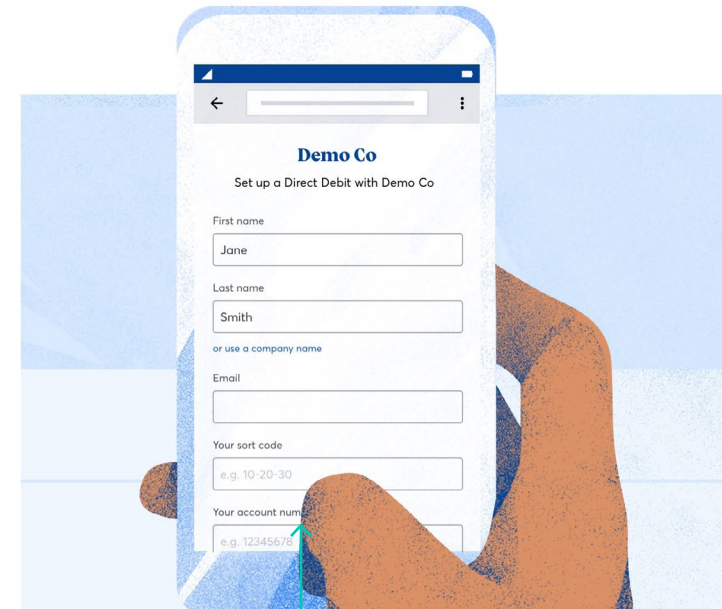 Demo Co
Set up a Direct Debit with Demo Co
First name
Jane
Last name
Smith
or use a company name
Email
Your sort code
e.g. 10-20-30
Your account num
e.g. 12345678